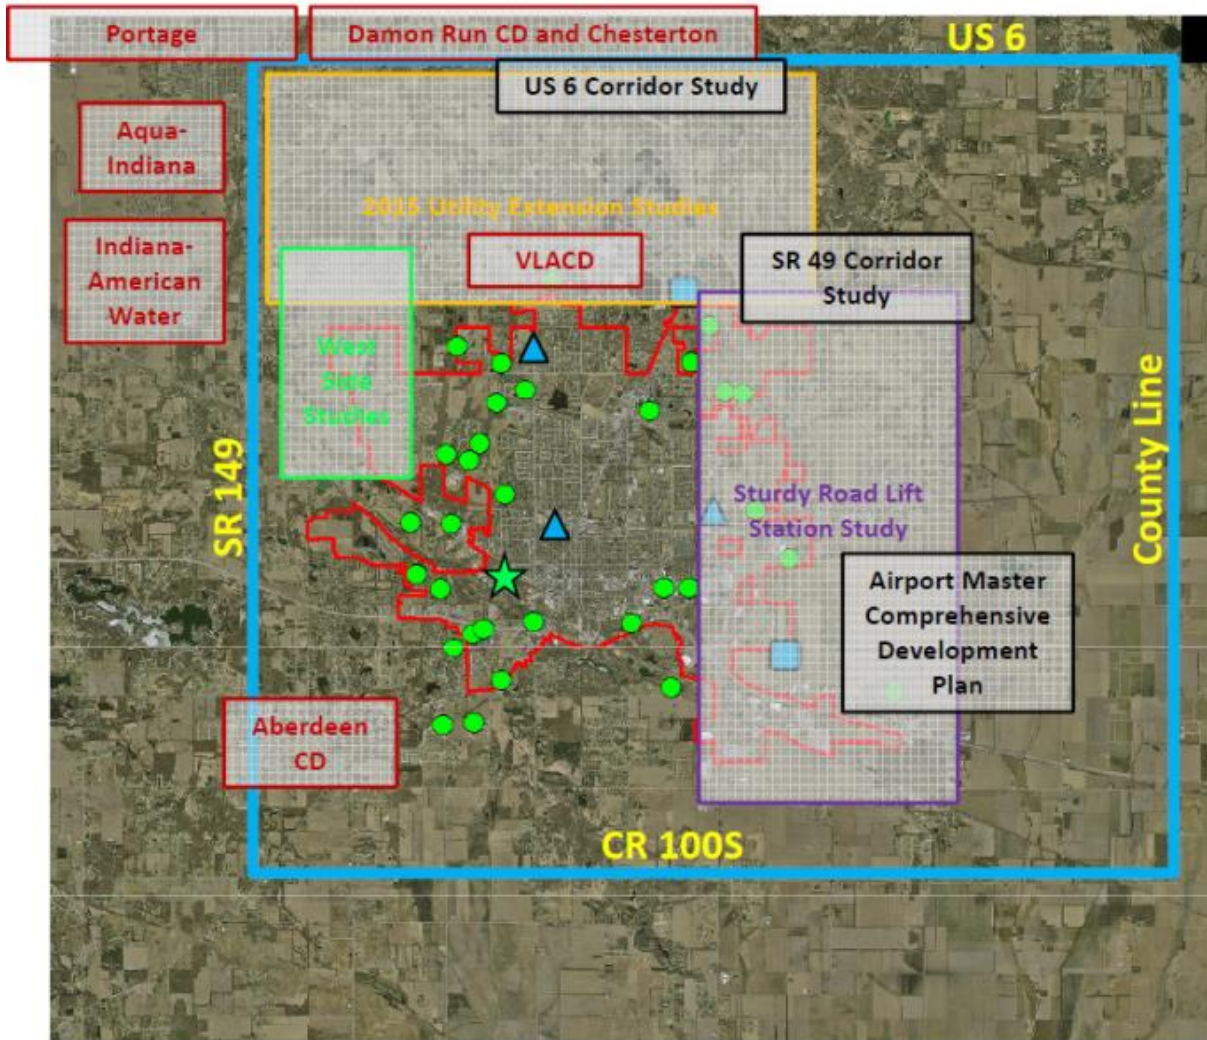 Portage
Damon Run CD and Chesterton
US 6
US 6 Corridor Study
Aqua-
Indiana
2015 Utility Extension Studies
Indiana-
American
Water
VLACD
SR 49 Corridor
Study
West
Side
Studies
SR 149
County Line
Sturdy Road Lift
Station Study
Airport Master
Comprehensive
Development
Plan
Aberdeen
CD
CR 100S